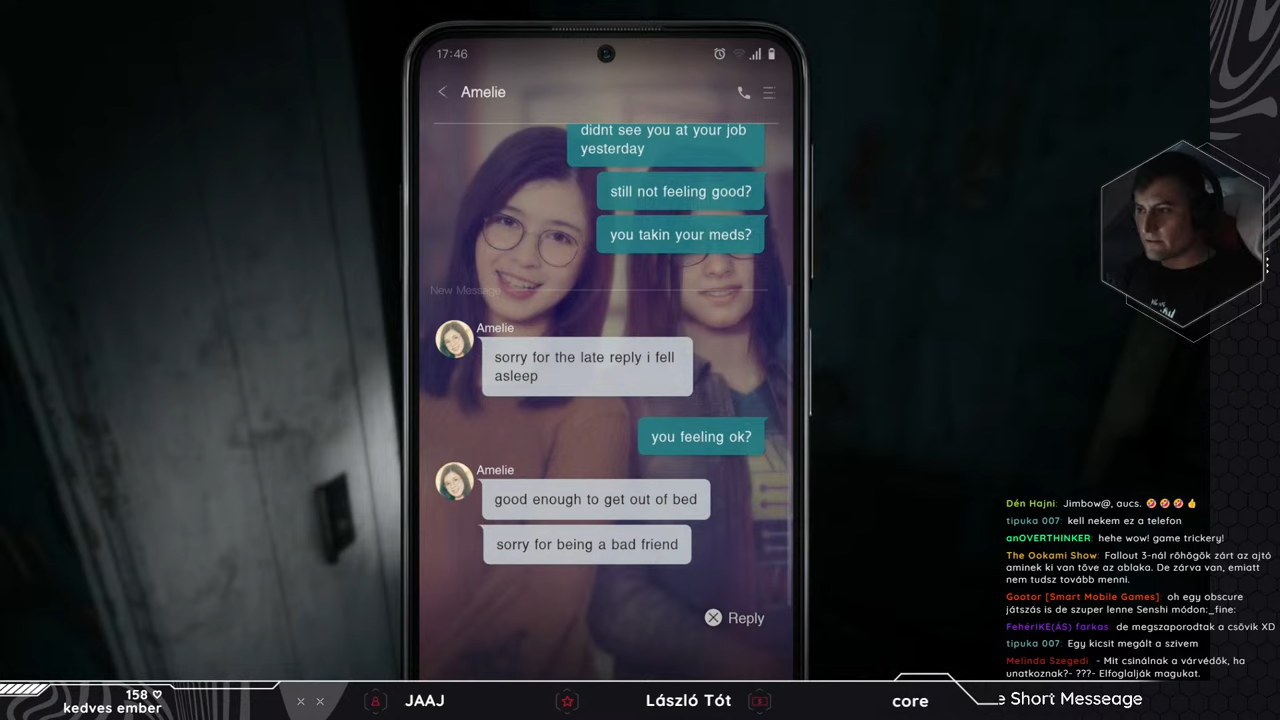 17:46
Amelie
didnt see you at your job
yesterday
still not feeling good?
you takin your meds?
New Message
Amelie
sorry for the late reply i fell
asleep
you feeling ok?
Amelie
good enough to get out of bed
sorry for being a bad friend
Reply
Dén Hajni: Jimbow@, aucs. 🤣 🤣 🤣 👍
tipuka 007: kell nekem ez a telefon
anOVERTHINKER: hehe wow! game trickery!
The Ookami Show: Fallout 3-nál röhögök zárt az ajtó
aminek ki van töve az ablaka. De zárva van, emiatt
nem tudsz tovább menni.
Gootor [Smart Mobile Games]: oh egy obscure
játszás is de szuper lenne Senshi módon:_fine:
FehérIKE(ÁS) farkas: de megszaporodtak a csövik XD
tipuka 007: Egy kicsit megált a szivem
Melinda Szegedi: - Mit csinálnak a várvédők, ha
unatkoznak?- ???- Elfoglalják magukat.
158 ♡
kedves ember
JAAJ
László Tót
core
e Short Messeage